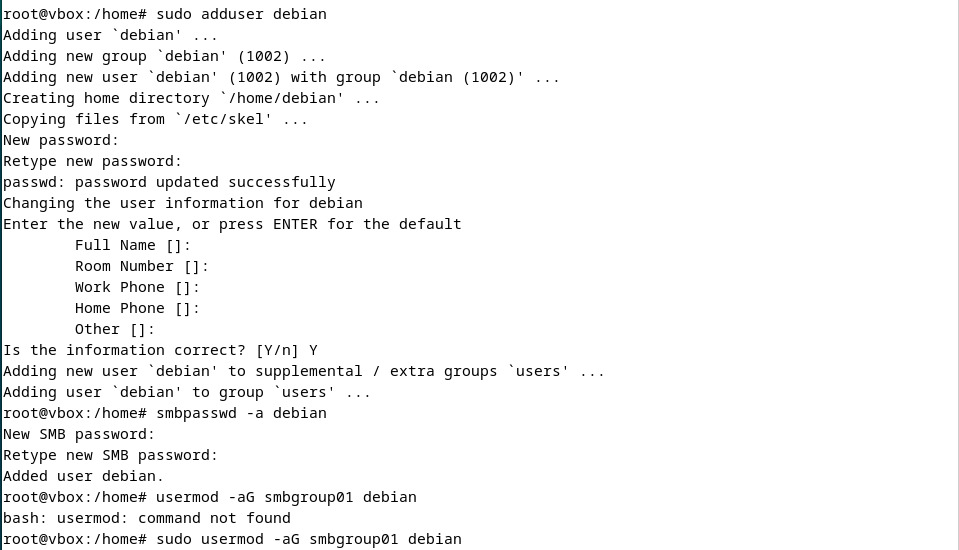 root@vbox:/home# sudo adduser debian
Adding user `debian' ...
Adding new group `debian' (1002) ...
Adding new user `debian' (1002) with group `debian (1002)' ...
Creating home directory `/home/debian' ...
Copying files from `/etc/skel' ...
New password:
Retype new password:
passwd: password updated successfully
Changing the user information for debian
Enter the new value, or press ENTER for the default
        Full Name []:
        Room Number []:
        Work Phone []:
        Home Phone []:
        Other []:
Is the information correct? [Y/n] Y
Adding new user `debian' to supplemental / extra groups `users' ...
Adding user `debian' to group `users' ...
root@vbox:/home# smbpasswd -a debian
New SMB password:
Retype new SMB password:
Added user debian.
root@vbox:/home# usermod -aG smbgroup01 debian
bash: usermod: command not found
root@vbox:/home# sudo usermod -aG smbgroup01 debian